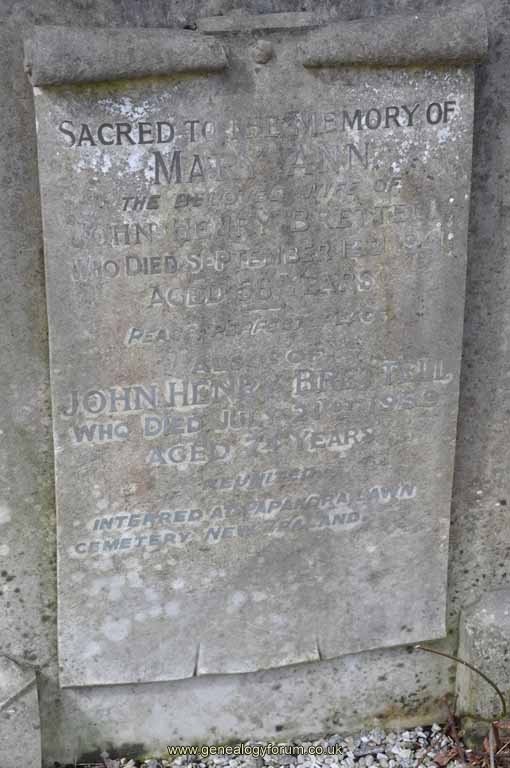 SACRED TO THE MEMORY OF
MARY ANN,
THE BELOVED WIFE OF
JOHN HENRY BRETTELL,
WHO DIED SEPTEMBER
AGED 68 YEARS
PEACE PERFECT PEACE
ALSO OF
JOHN HENRY BRETTELL
WHO DIED JULY
AGED YEARS
REUNITED
INTERRED AT PAPANORA LAWN
CEMETERY NEW ZEALAND.
www.genealogyforum.co.uk